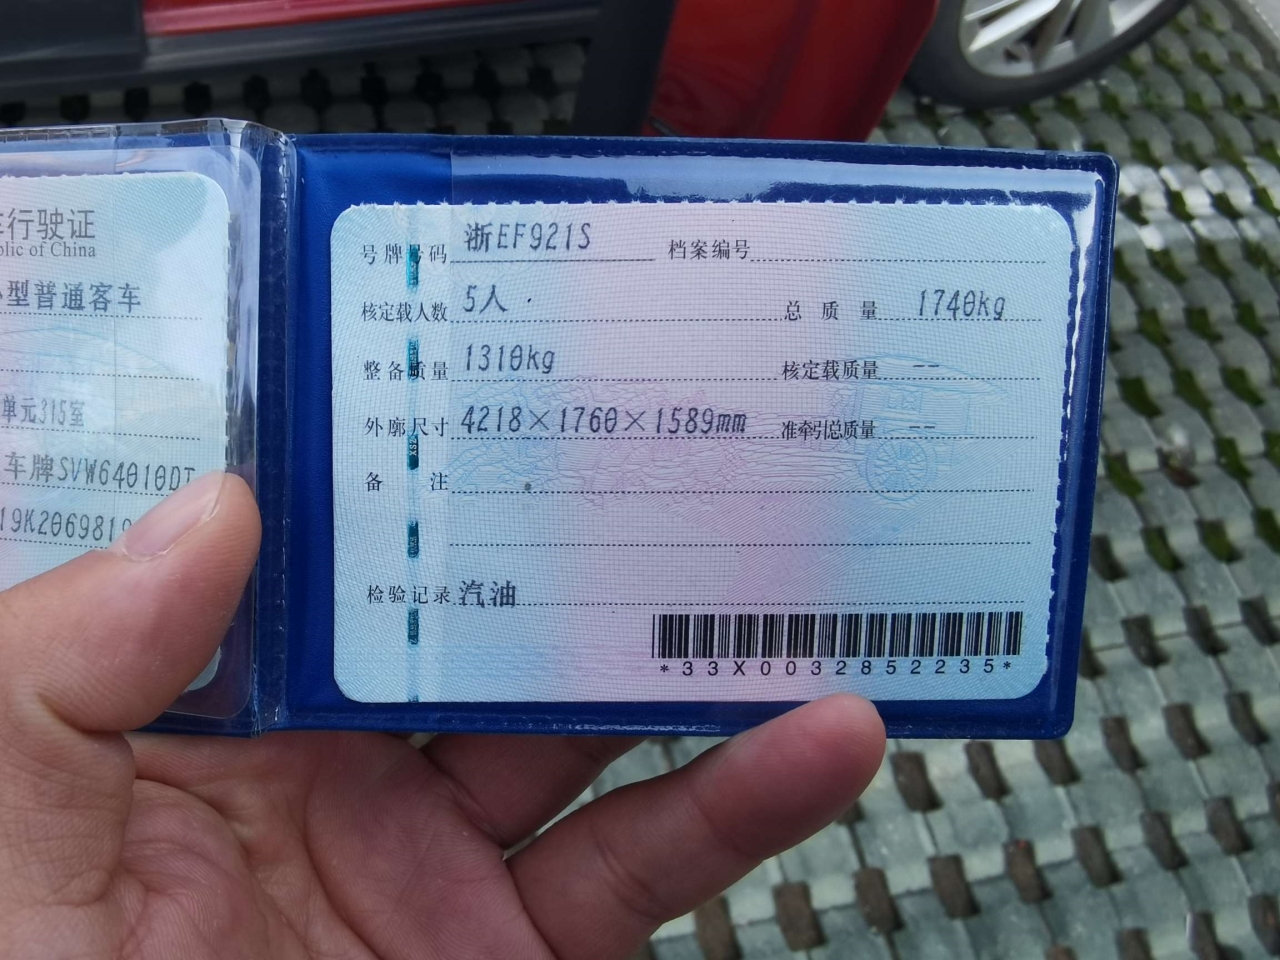 行驶证
blic of China
型普通客车
单元315室
车牌SVW64010DT
19K2069819
号牌号码 浙EF921S 档案编号
核定载人数 5人 总质量 1740kg
整备质量 1310kg 核定载质量 --
外廓尺寸 4218×1760×1589mm 准牵引总质量 --
备注
检验记录 汽油
*33X0032852235*